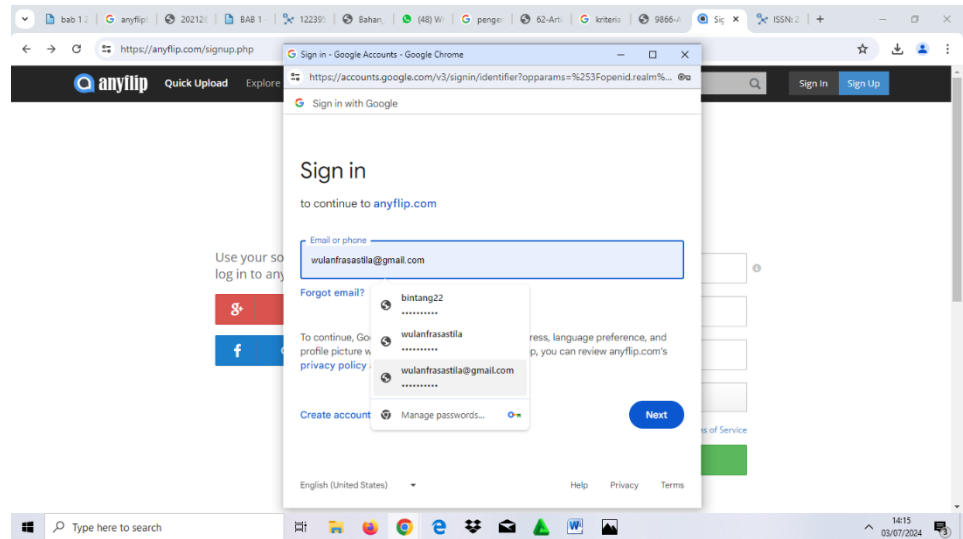 bab 1 2
anyflip
20212
BAB 1 -
12239
Bahan_
(48) W
penge
62-Arti
kriteria
9866-
Sig
ISSN: 2
https://anyflip.com/signup.php
anyflip
Quick Upload
Explore
Sign In
Sign Up
Sign in - Google Accounts - Google Chrome
https://accounts.google.com/v3/signin/identifier?opparams=%253Fopenid.realm%...
Sign in with Google
Sign in
to continue to anyflip.com
Email or phone
wulanfrasastila@gmail.com
Forgot email?
bintang22
••••••••••
wulanfrasastila
••••••••••
wulanfrasastila@gmail.com
••••••••••
Manage passwords...
To continue, Goo ress, language preference, and
profile picture w p, you can review anyflip.com's
privacy policy
Create account
Next
English (United States)
Help
Privacy
Terms
Use your so
log in to any
g+
f
ns of Service
Type here to search
14:15
03/07/2024
3